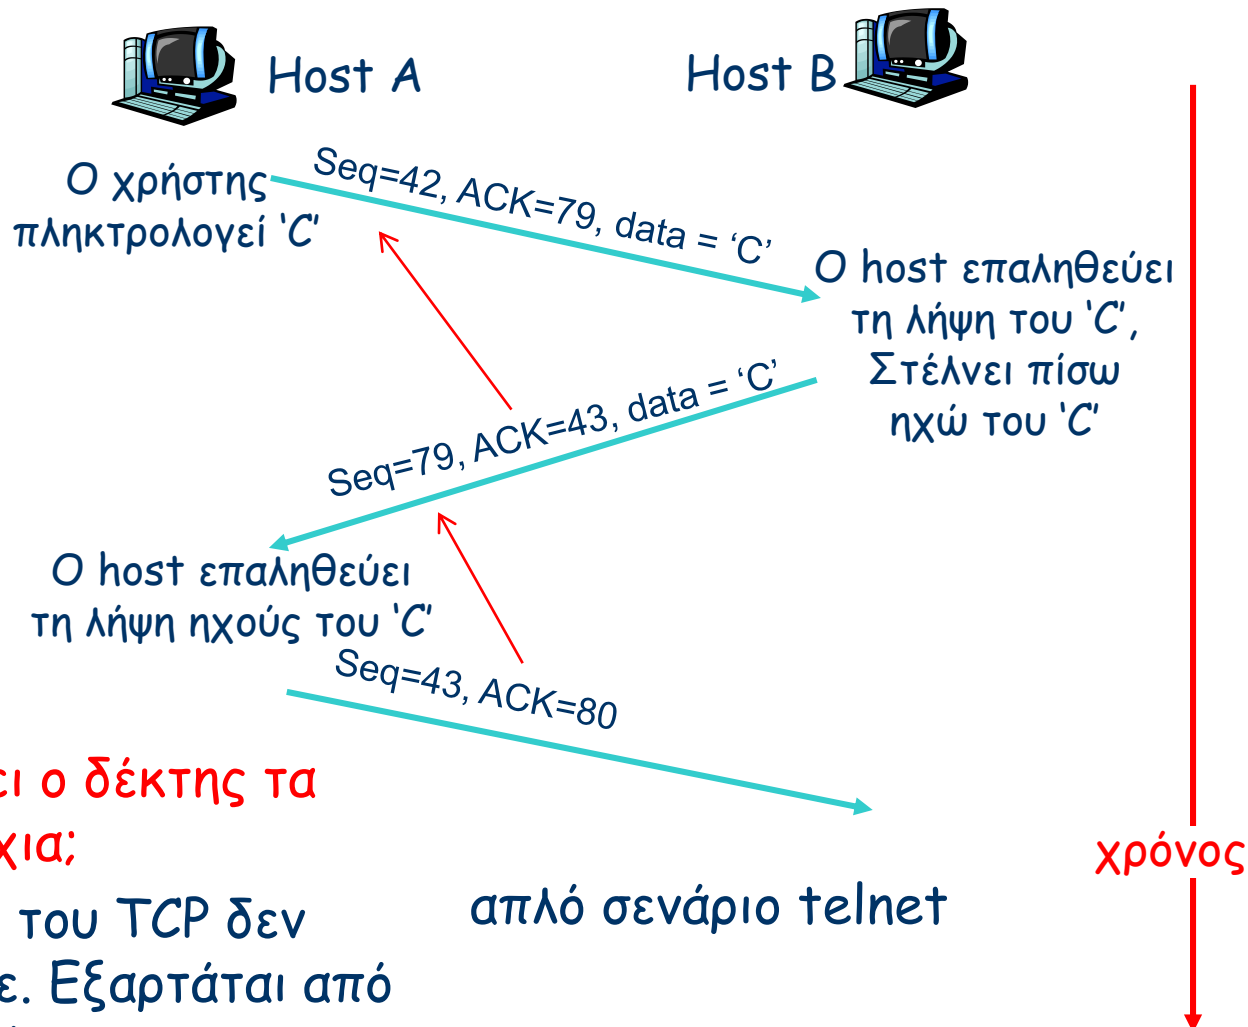 Host A
Host B
Ο χρήστης
πληκτρολογεί ‘C’
Seq=42, ACK=79, data = ‘C’
Ο host επαληθεύει
τη λήψη του ‘C’,
Στέλνει πίσω
ηχώ του ‘C’
Seq=79, ACK=43, data = ‘C’
Ο host επαληθεύει
τη λήψη ηχούς του ‘C’
Seq=43, ACK=80
ει ο δέκτης τα
χια;
του TCP δεν
ε. Εξαρτάται από
απλό σενάριο telnet
χρόνος